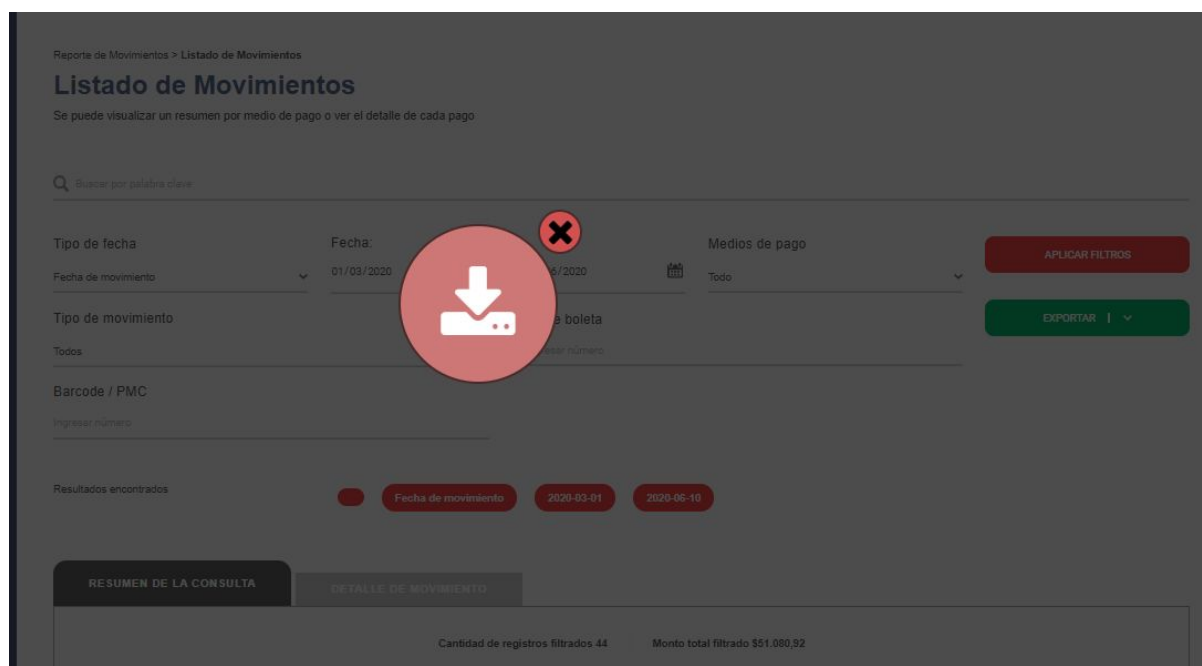 Reporte de Movimientos > Listado de Movimientos
Listado de Movimientos
Se puede visualizar un resumen por medio de pago o ver el detalle de cada pago
Buscar por palabra clave
Tipo de fecha
Fecha:
Medios de pago
APLICAR FILTROS
Fecha de movimiento
01/03/2020
6/2020
Todo
Tipo de movimiento
e boleta
EXPORTAR
Todos
esar número
Barcode / PMC
Ingresar número
Resultados encontrados
Fecha de movimiento
2020-03-01
2020-06-10
RESUMEN DE LA CONSULTA
DETALLE DE MOVIMIENTO
Cantidad de registros filtrados 44
Monto total filtrado $51.080,92